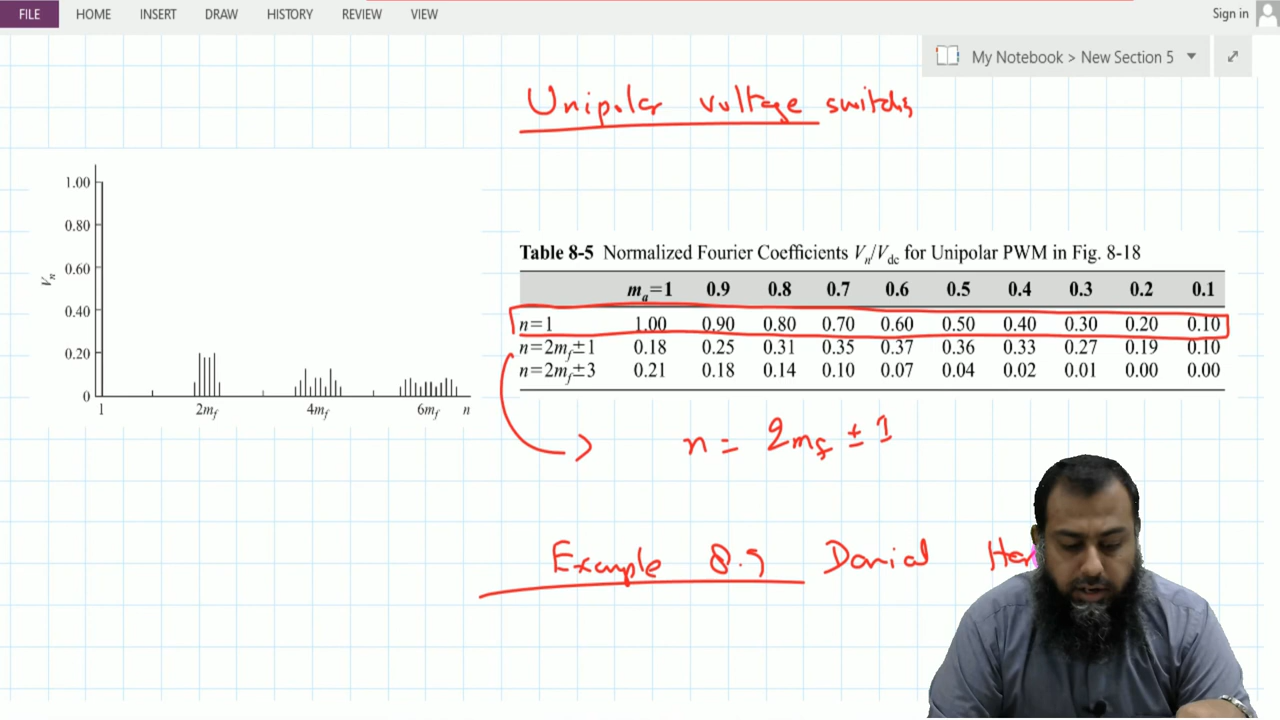 FILE HOME INSERT DRAW HISTORY REVIEW VIEW Sign in
My Notebook > New Section 5
Unipolar voltage
1.00
0.80
0.60
0.40
0.20
0
Vn
1 2mf 4mf 6mf n
Table 8-5 Normalized Fourier Coefficients Vn/Vdc for Unipolar PWM in Fig. 8-18
ma=1 0.9 0.8 0.7 0.6 0.5 0.4 0.3 0.2 0.1
n=1 1.00 0.90 0.80 0.70 0.60 0.50 0.40 0.30 0.20 0.10
n=2mf±1 0.18 0.25 0.31 0.35 0.37 0.36 0.33 0.27 0.19 0.10
n=2mf±3 0.21 0.18 0.14 0.10 0.07 0.04 0.02 0.01 0.00 0.00
n = 2mf ± 1
Example 8.9 Danial